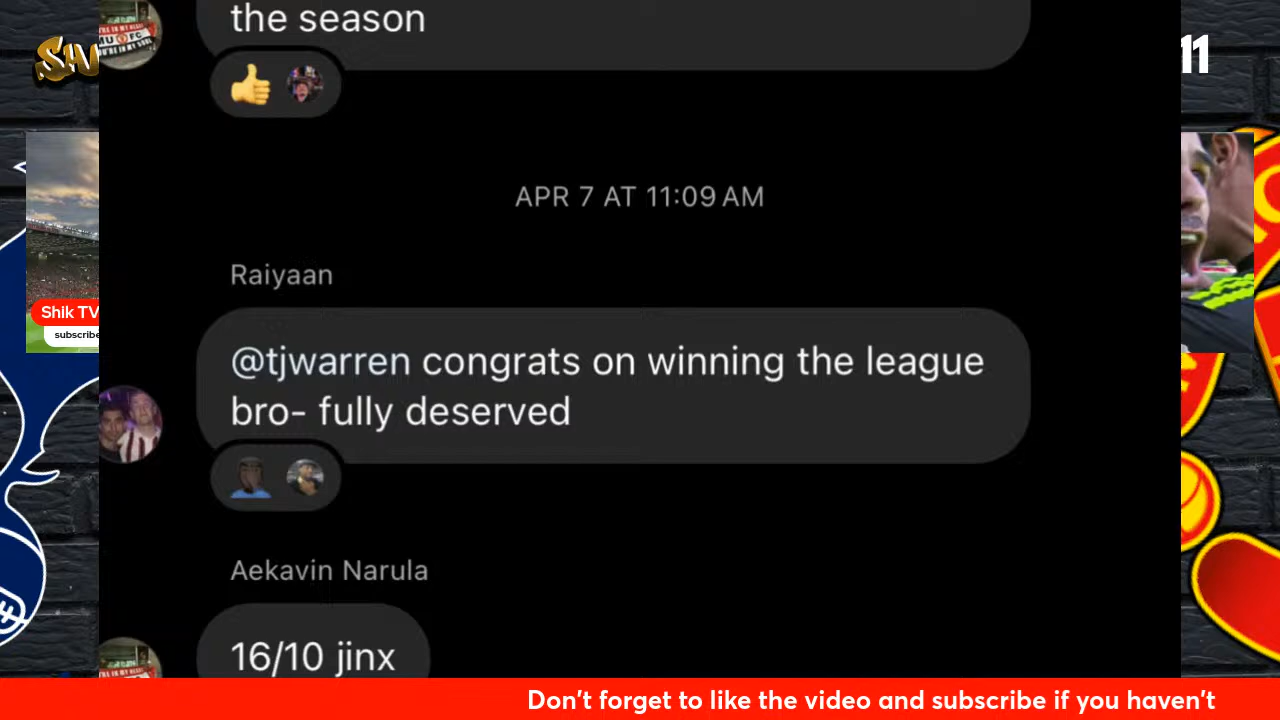 the season
11
APR 7 AT 11:09 AM
Raiyaan
@tjwarren congrats on winning the league
bro- fully deserved
Shik TV
subscribe
Aekavin Narula
16/10 jinx
Don't forget to like the video and subscribe if you haven't